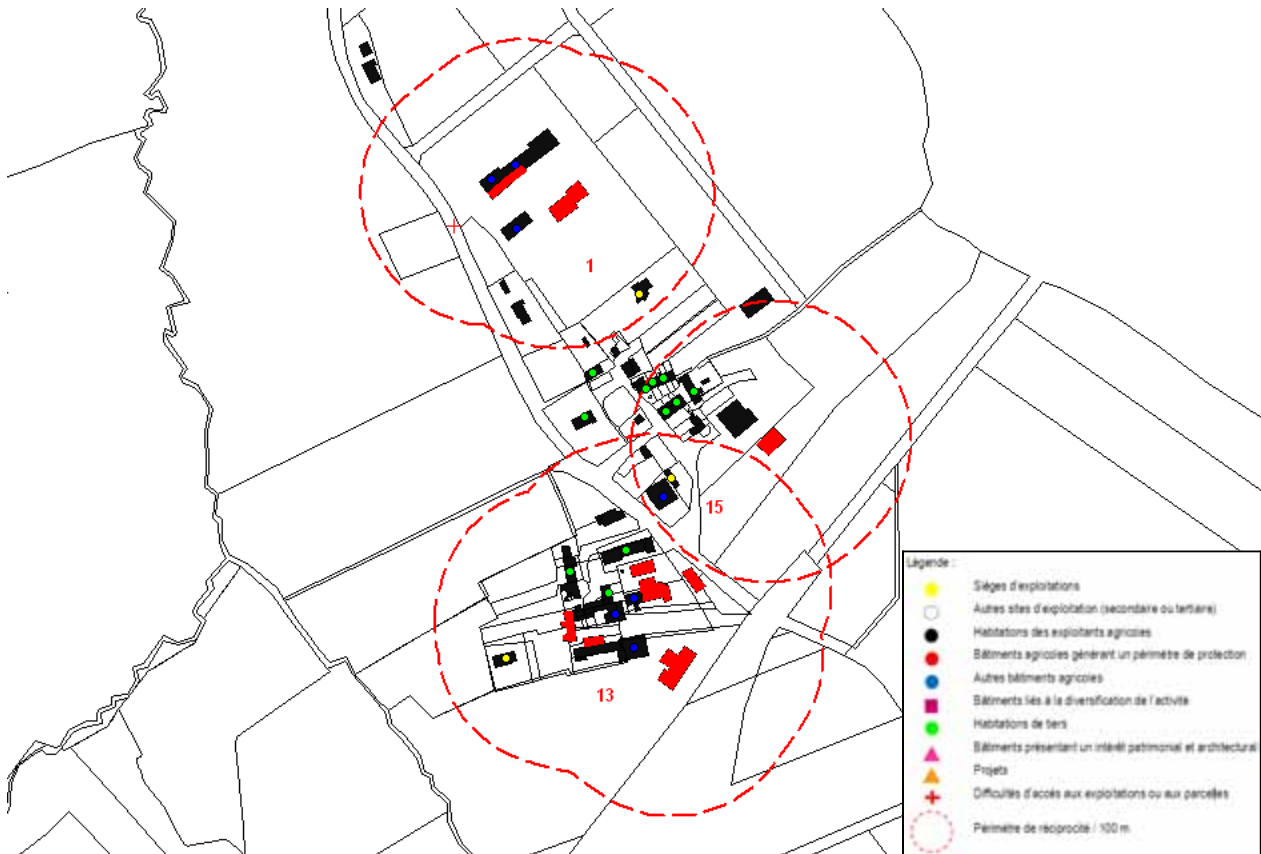 1
15
13
Légende :
Sièges d'exploitations
Autres sites d'exploitation (secondaire ou tertiaire)
Habitations des exploitants agricoles
Bâtiments agricoles générant un périmètre de protection
Autres bâtiments agricoles
Bâtiments liés à la diversification de l'activité
Habitations de tiers
Bâtiments présentant un intérêt patrimonial et architectural
Projets
Difficultés d'accès aux exploitations ou aux parcelles
Périmètre de réciprocité / 100 m